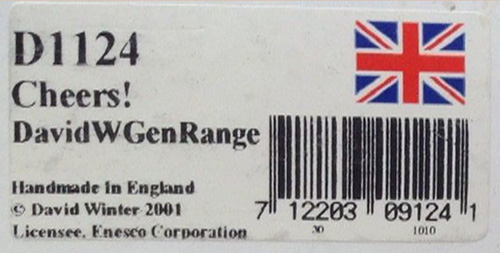 D1124
Cheers!
DavidWGenRange
Handmade in England
© David Winter 2001
Licensee. Enesco Corporation
7 12203 09124 1
30 1010